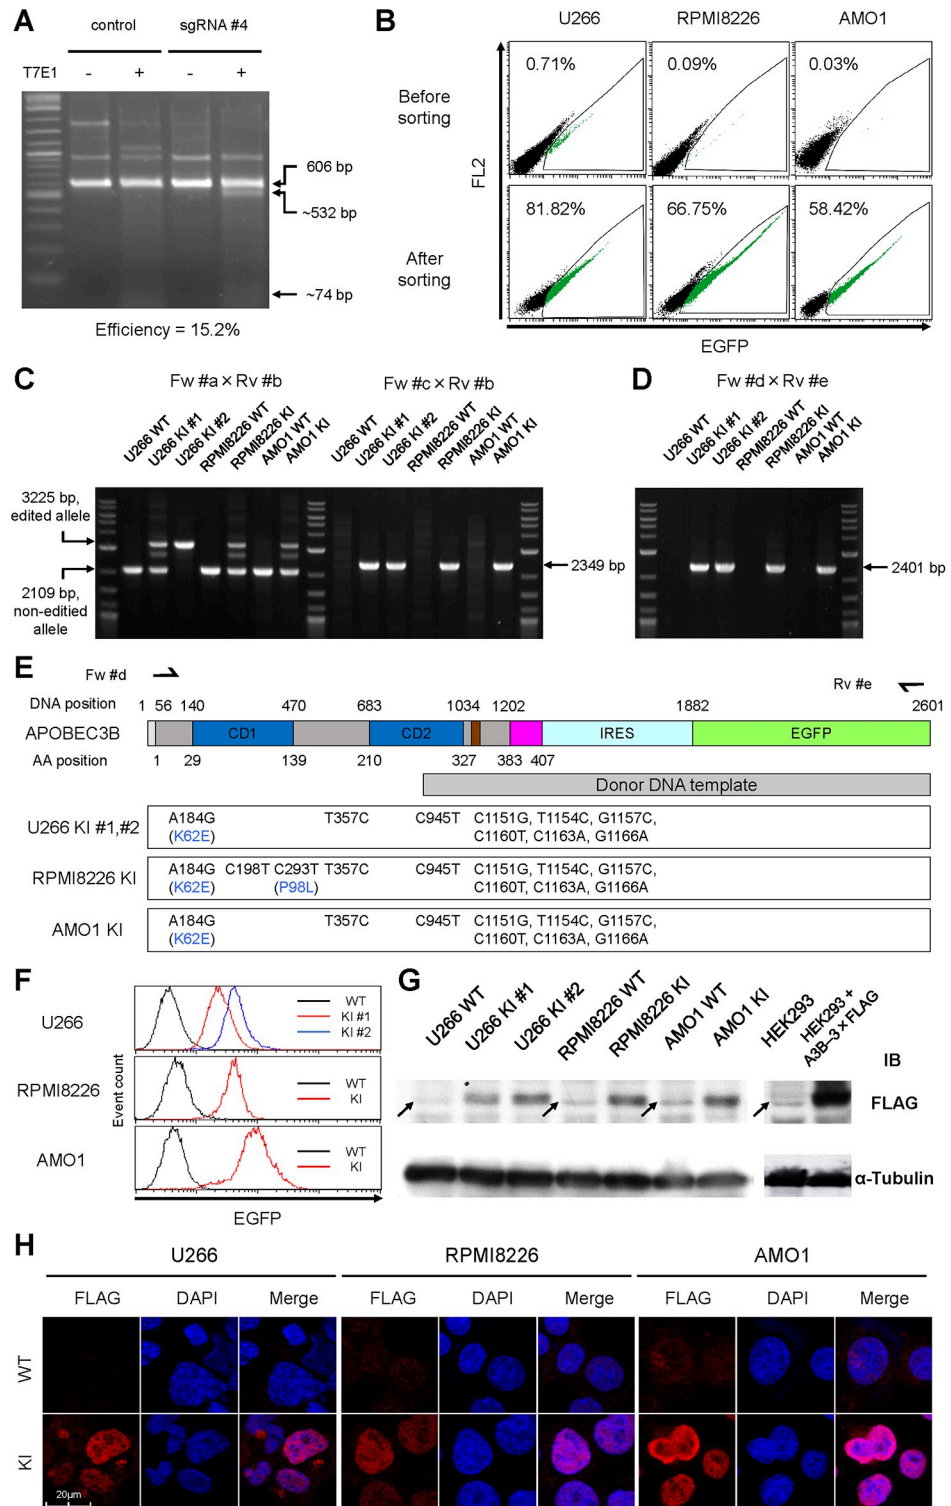 A
control
sgRNA #4
T7E1
-
+
-
+
606 bp
~532 bp
~74 bp
Efficiency = 15.2%
B
U266
RPMI8226
AMO1
Before
sorting
0.71%
0.09%
0.03%
FL2
After
sorting
81.82%
66.75%
58.42%
EGFP
C
Fw #a × Rv #b
Fw #c × Rv #b
U266 WT
U266 KI #1
U266 KI #2
RPMI8226 WT
RPMI8226 KI
AMO1 WT
AMO1 KI
U266 WT
U266 KI #1
U266 KI #2
RPMI8226 WT
RPMI8226 KI
AMO1 WT
AMO1 KI
3225 bp,
edited allele
2109 bp,
non-editied
allele
2349 bp
D
Fw #d × Rv #e
U266 WT
U266 KI #1
U266 KI #2
RPMI8226 WT
RPMI8226 KI
AMO1 WT
AMO1 KI
2401 bp
E
Fw #d
Rv #e
DNA position
1 56 140 470 683 1034 1202 1882 2601
APOBEC3B
CD1
CD2
IRES
EGFP
AA position
1 29 139 210 327 383 407
Donor DNA template
U266 KI #1,#2
A184G T357C C945T C1151G, T1154C, G1157C,
(K62E) C1160T, C1163A, G1166A
RPMI8226 KI
A184G C198T C293T T357C C945T C1151G, T1154C, G1157C,
(K62E) (P98L) C1160T, C1163A, G1166A
AMO1 KI
A184G T357C C945T C1151G, T1154C, G1157C,
(K62E) C1160T, C1163A, G1166A
F
U266
WT
KI #1
KI #2
RPMI8226
WT
KI
AMO1
WT
KI
Event count
EGFP
G
U266 WT
U266 KI #1
U266 KI #2
RPMI8226 WT
RPMI8226 KI
AMO1 WT
AMO1 KI
HEK293
HEK293 +
A3B-3×FLAG
IB
FLAG
α-Tubulin
H
U266
RPMI8226
AMO1
FLAG
DAPI
Merge
FLAG
DAPI
Merge
FLAG
DAPI
Merge
WT
KI
20μm